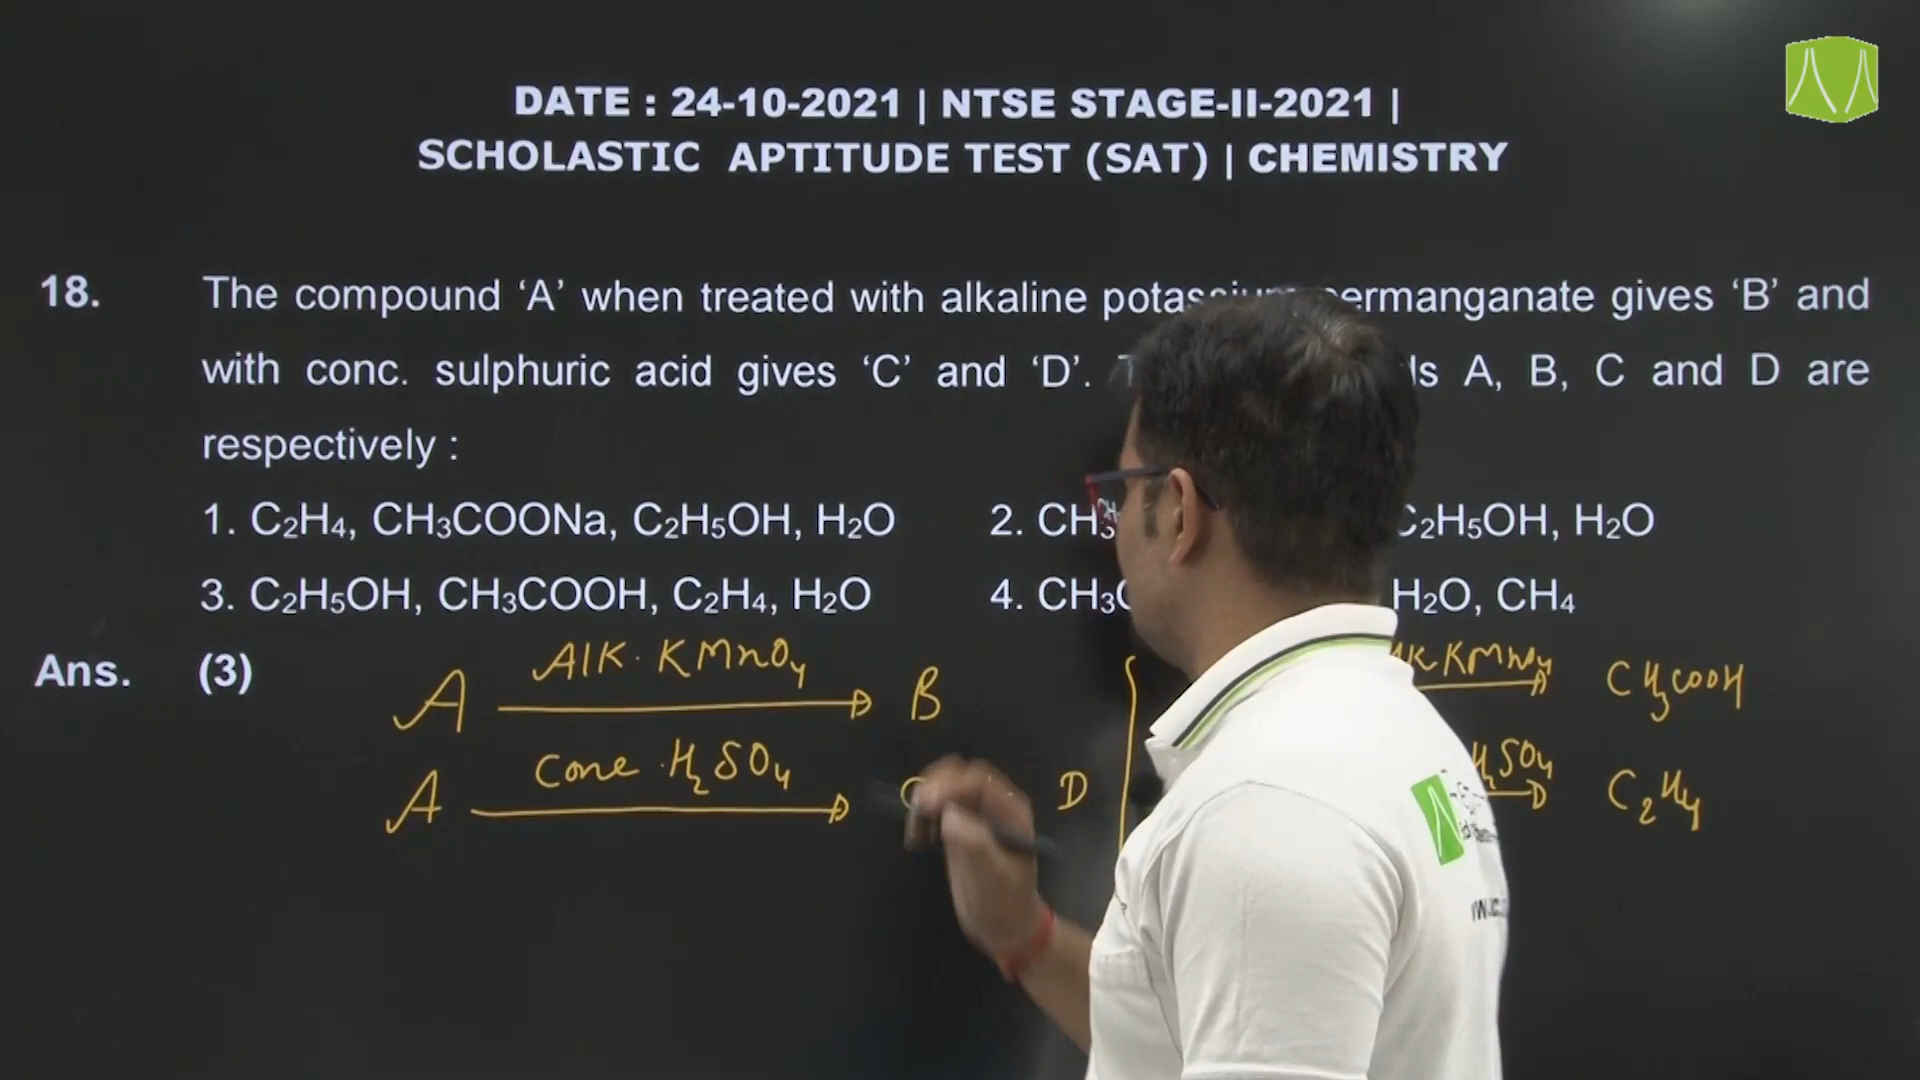 DATE : 24-10-2021 | NTSE STAGE-II-2021 |
SCHOLASTIC APTITUDE TEST (SAT) | CHEMISTRY
18. The compound ‘A’ when treated with alkaline permanganate gives ‘B’ and
with conc. sulphuric acid gives ‘C’ and ‘D’. A, B, C and D are
respectively :
1. C2H4, CH3COONa, C2H5OH, H2O 2. CH3 C2H5OH, H2O
3. C2H5OH, CH3COOH, C2H4, H2O 4. CH3 H2O, CH4
Ans. (3)
A Alk. KMnO4 B
KMnO4 CH3COOH
A Conc. H2SO4 C D
H2SO4 C2H4